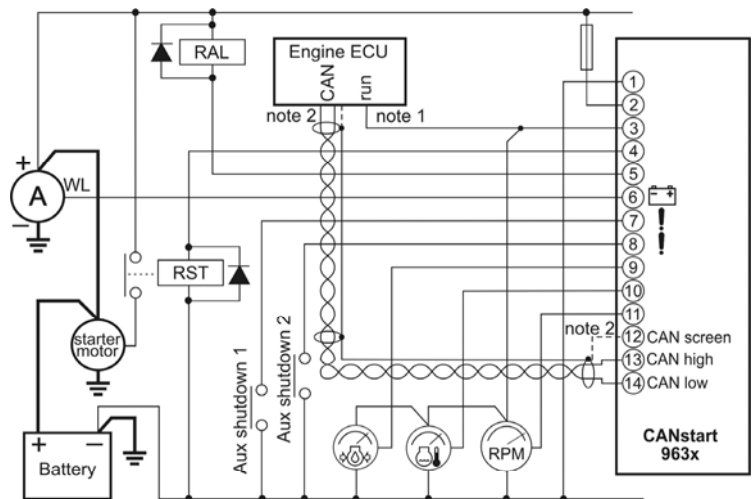 RAL
Engine ECU
CAN
run
note 2
note 1
1
2
3
4
5
6
7
8
9
10
11
12 CAN screen
13 CAN high
14 CAN low
note 2
CANstart
963x
+
A
WL
−
RST
starter
motor
Aux shutdown 1
Aux shutdown 2
+ −
Battery
RPM
− +
! 
!